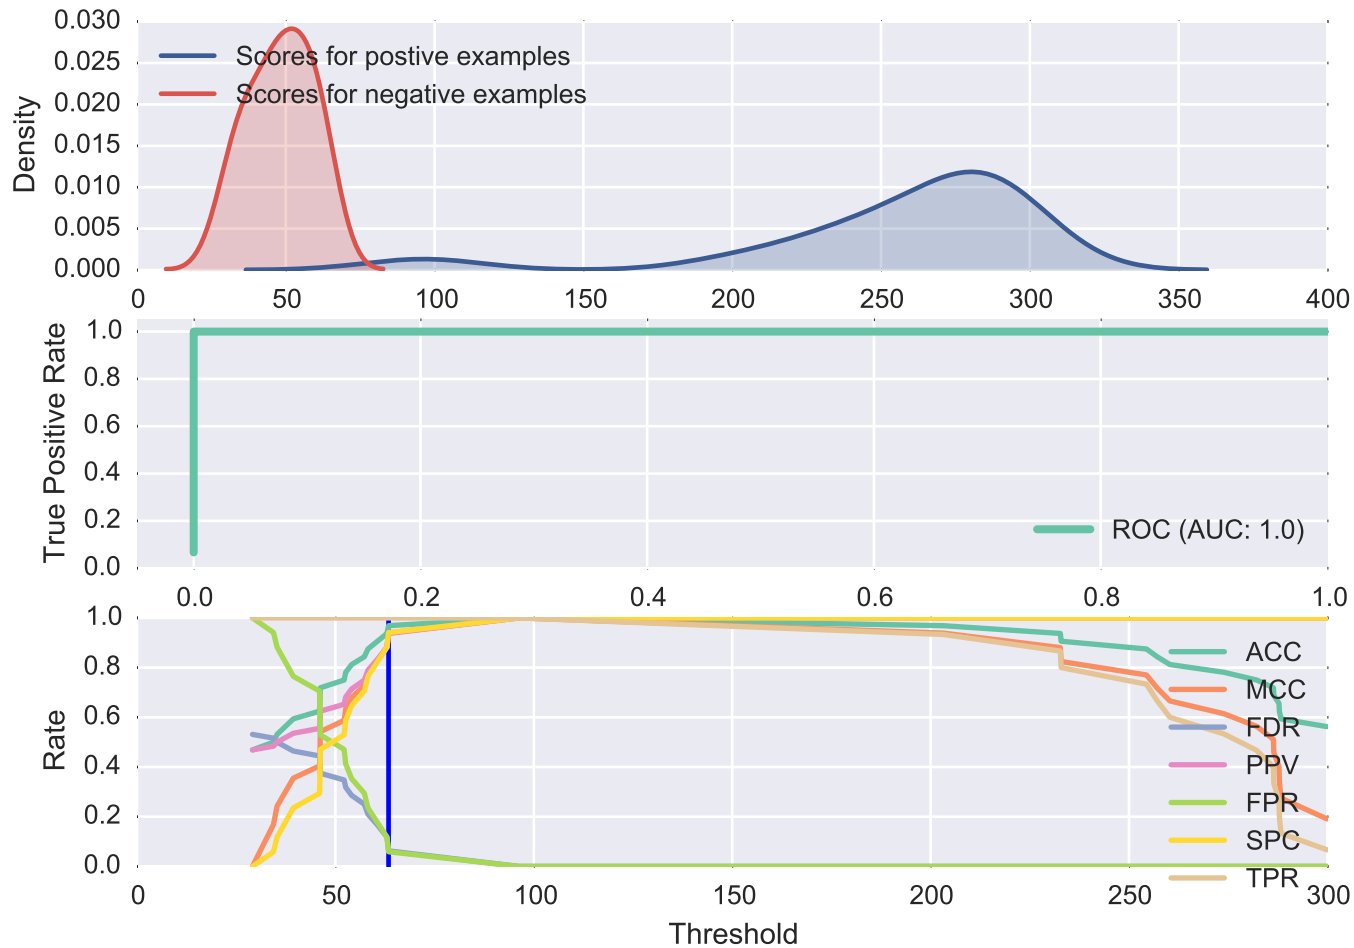 0.030
0.025
0.020
0.015
0.010
0.005
0.000
Density
Scores for postive examples
Scores for negative examples
0 50 100 150 200 250 300 350 400
1.0
0.8
0.6
0.4
0.2
0.0
True Positive Rate
ROC (AUC: 1.0)
0.0 0.2 0.4 0.6 0.8 1.0
1.0
0.8
0.6
0.4
0.2
0.0
Rate
ACC
MCC
FDR
PPV
FPR
SPC
TPR
0 50 100 150 200 250 300
Threshold